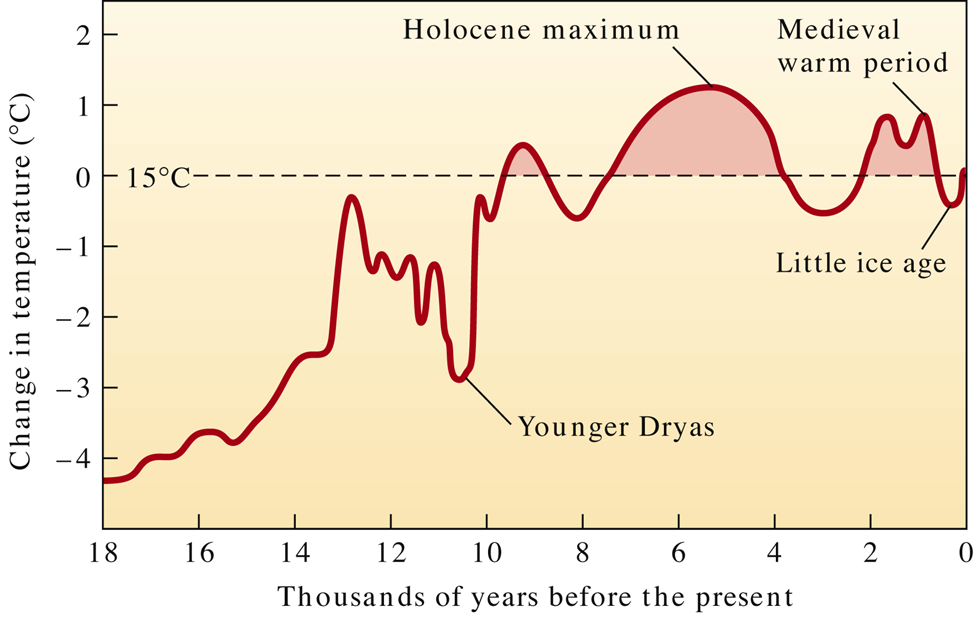 Holocene maximum
Medieval
warm period
Change in temperature (°C)
2
1
0
–1
–2
–3
–4
15°C
Little ice age
Younger Dryas
18 16 14 12 10 8 6 4 2 0
Thousands of years before the present